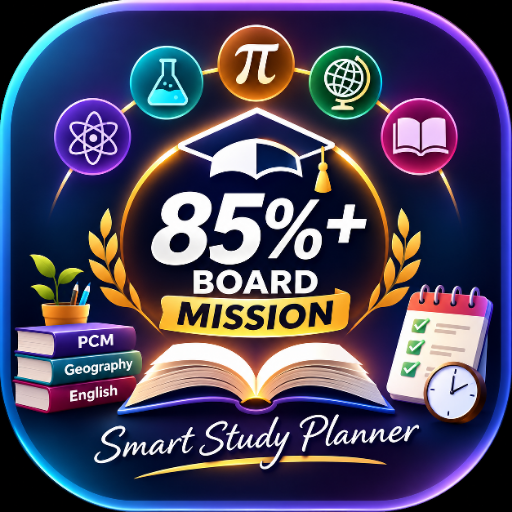 π
85%+
BOARD
MISSION
PCM
Geography
English
Smart Study Planner